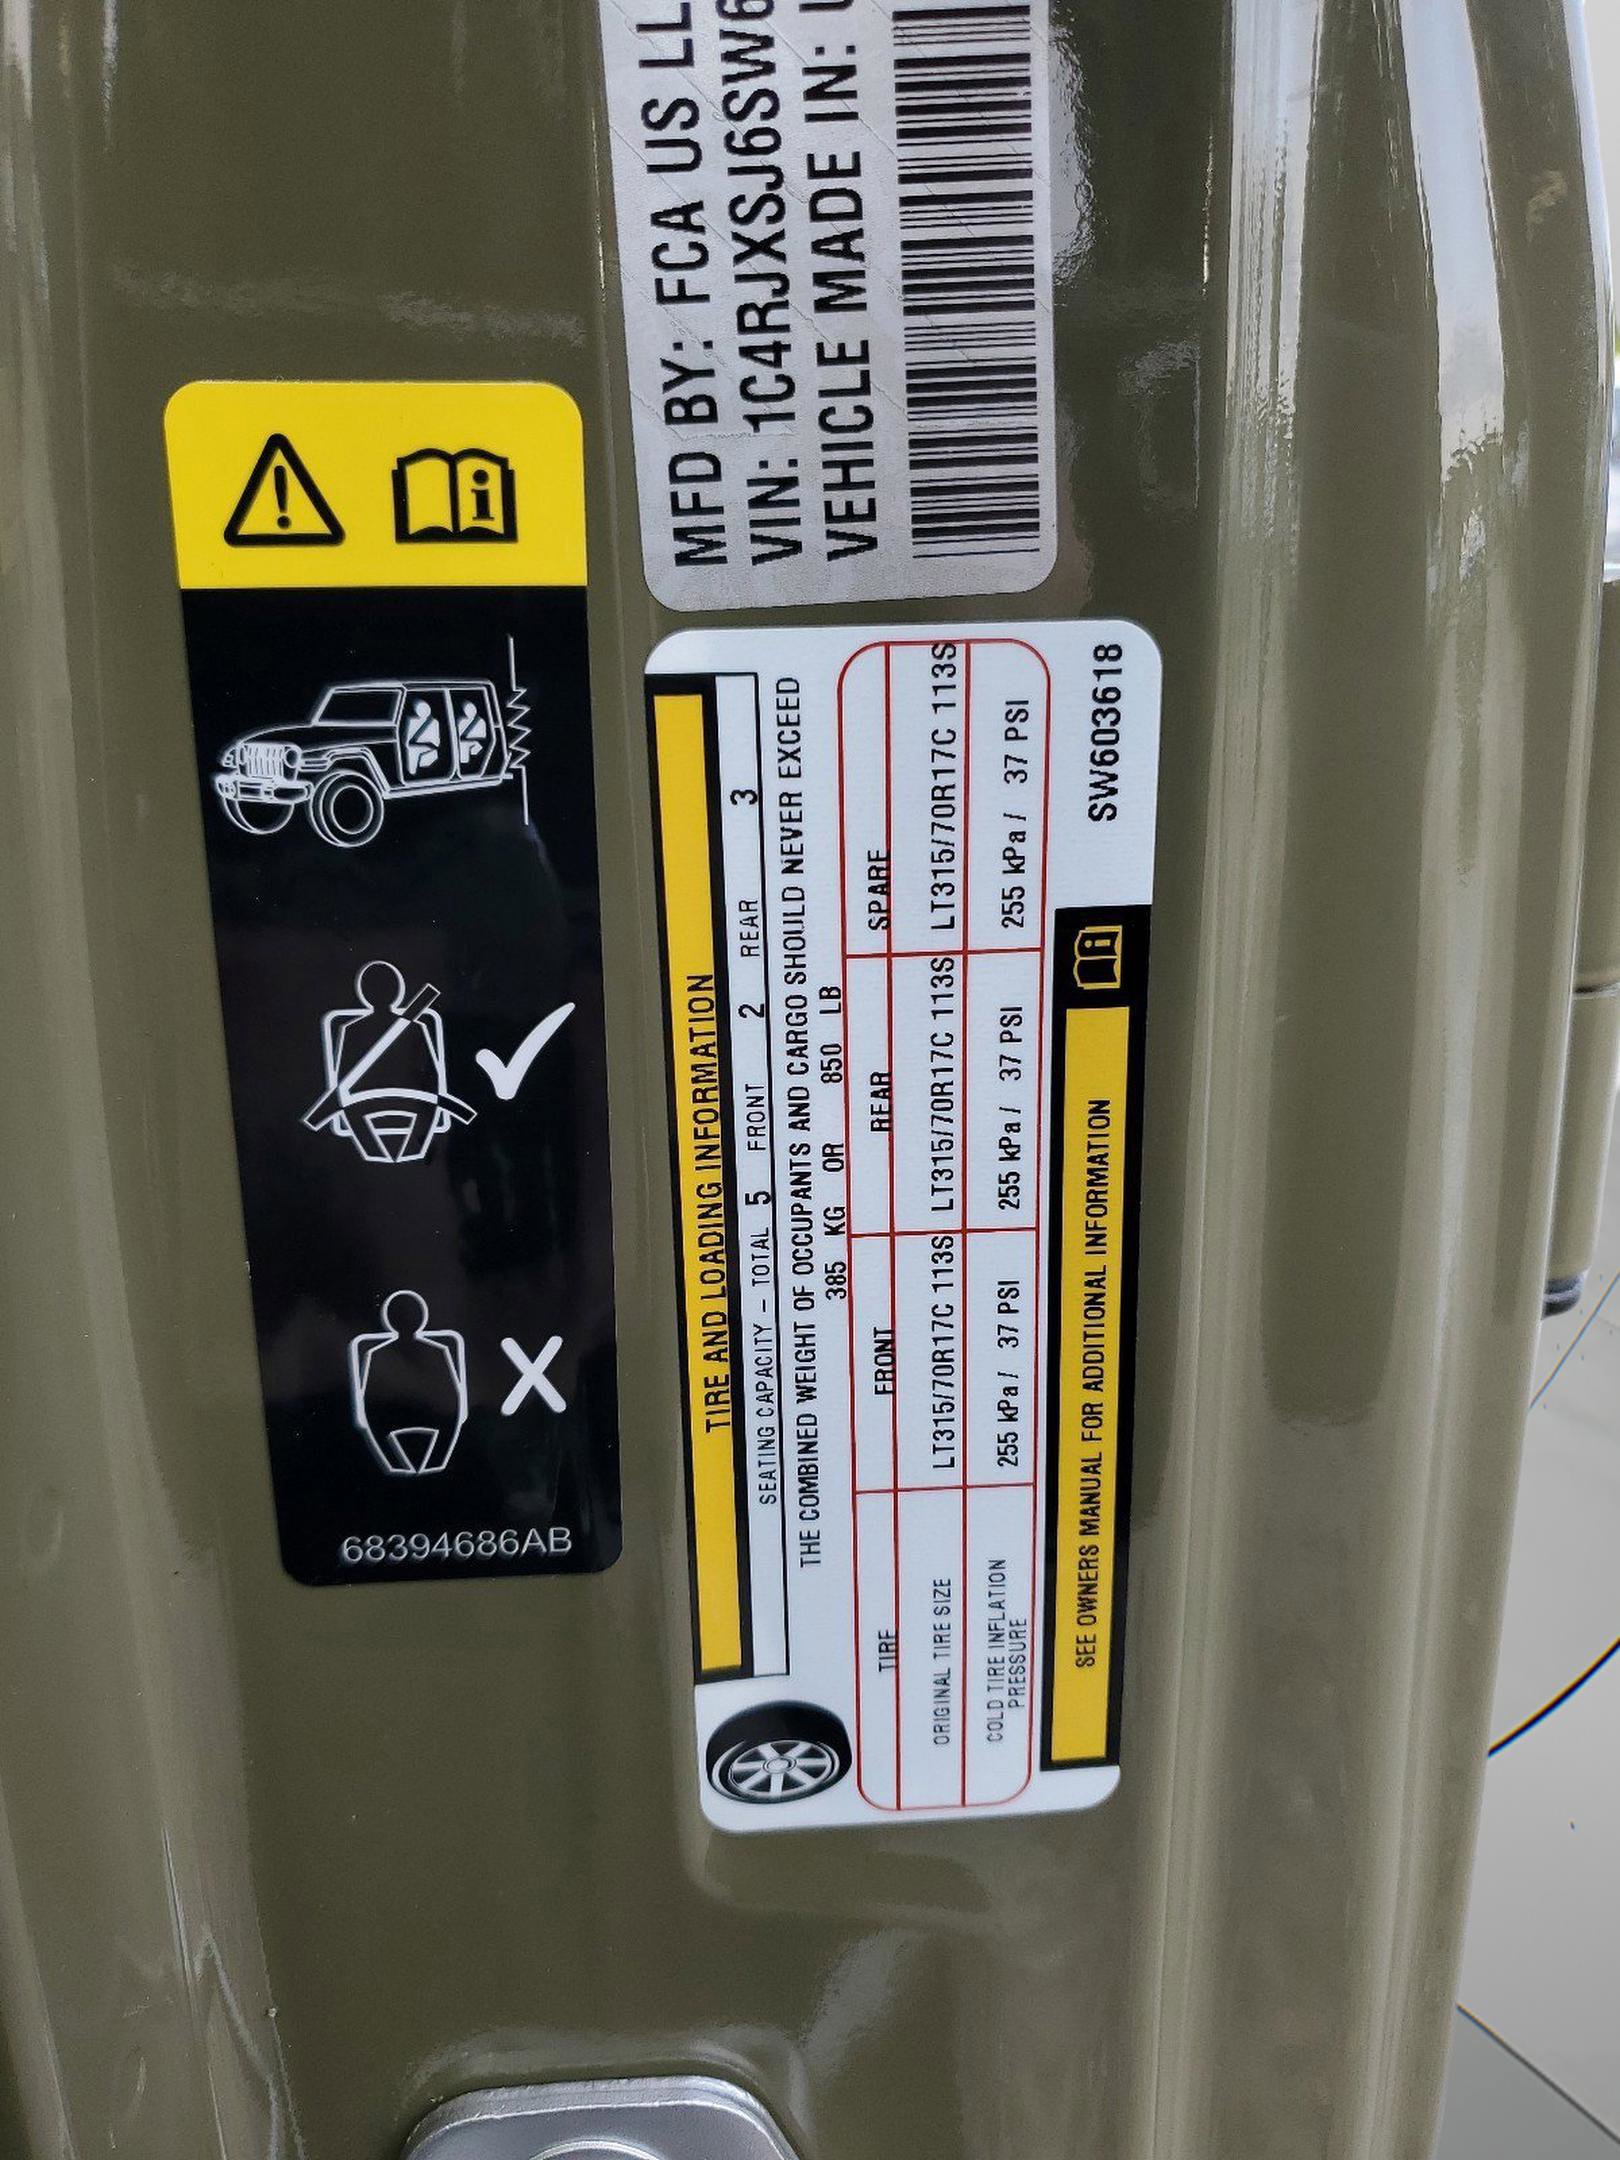 MFD BY: FCA US LL
VIN: 1C4RJXSJ6SW6
VEHICLE MADE IN: U
68394686AB
TIRE AND LOADING INFORMATION
SEATING CAPACITY – TOTAL 5 FRONT 2 REAR 3
THE COMBINED WEIGHT OF OCCUPANTS AND CARGO SHOULD NEVER EXCEED
385 KG OR 850 LB
TIRE FRONT REAR SPARE
ORIGINAL TIRE SIZE LT315/70R17C 113S LT315/70R17C 113S LT315/70R17C 113S
COLD TIRE INFLATION PRESSURE 255 kPa / 37 PSI 255 kPa / 37 PSI 255 kPa / 37 PSI
SEE OWNERS MANUAL FOR ADDITIONAL INFORMATION
SW603618